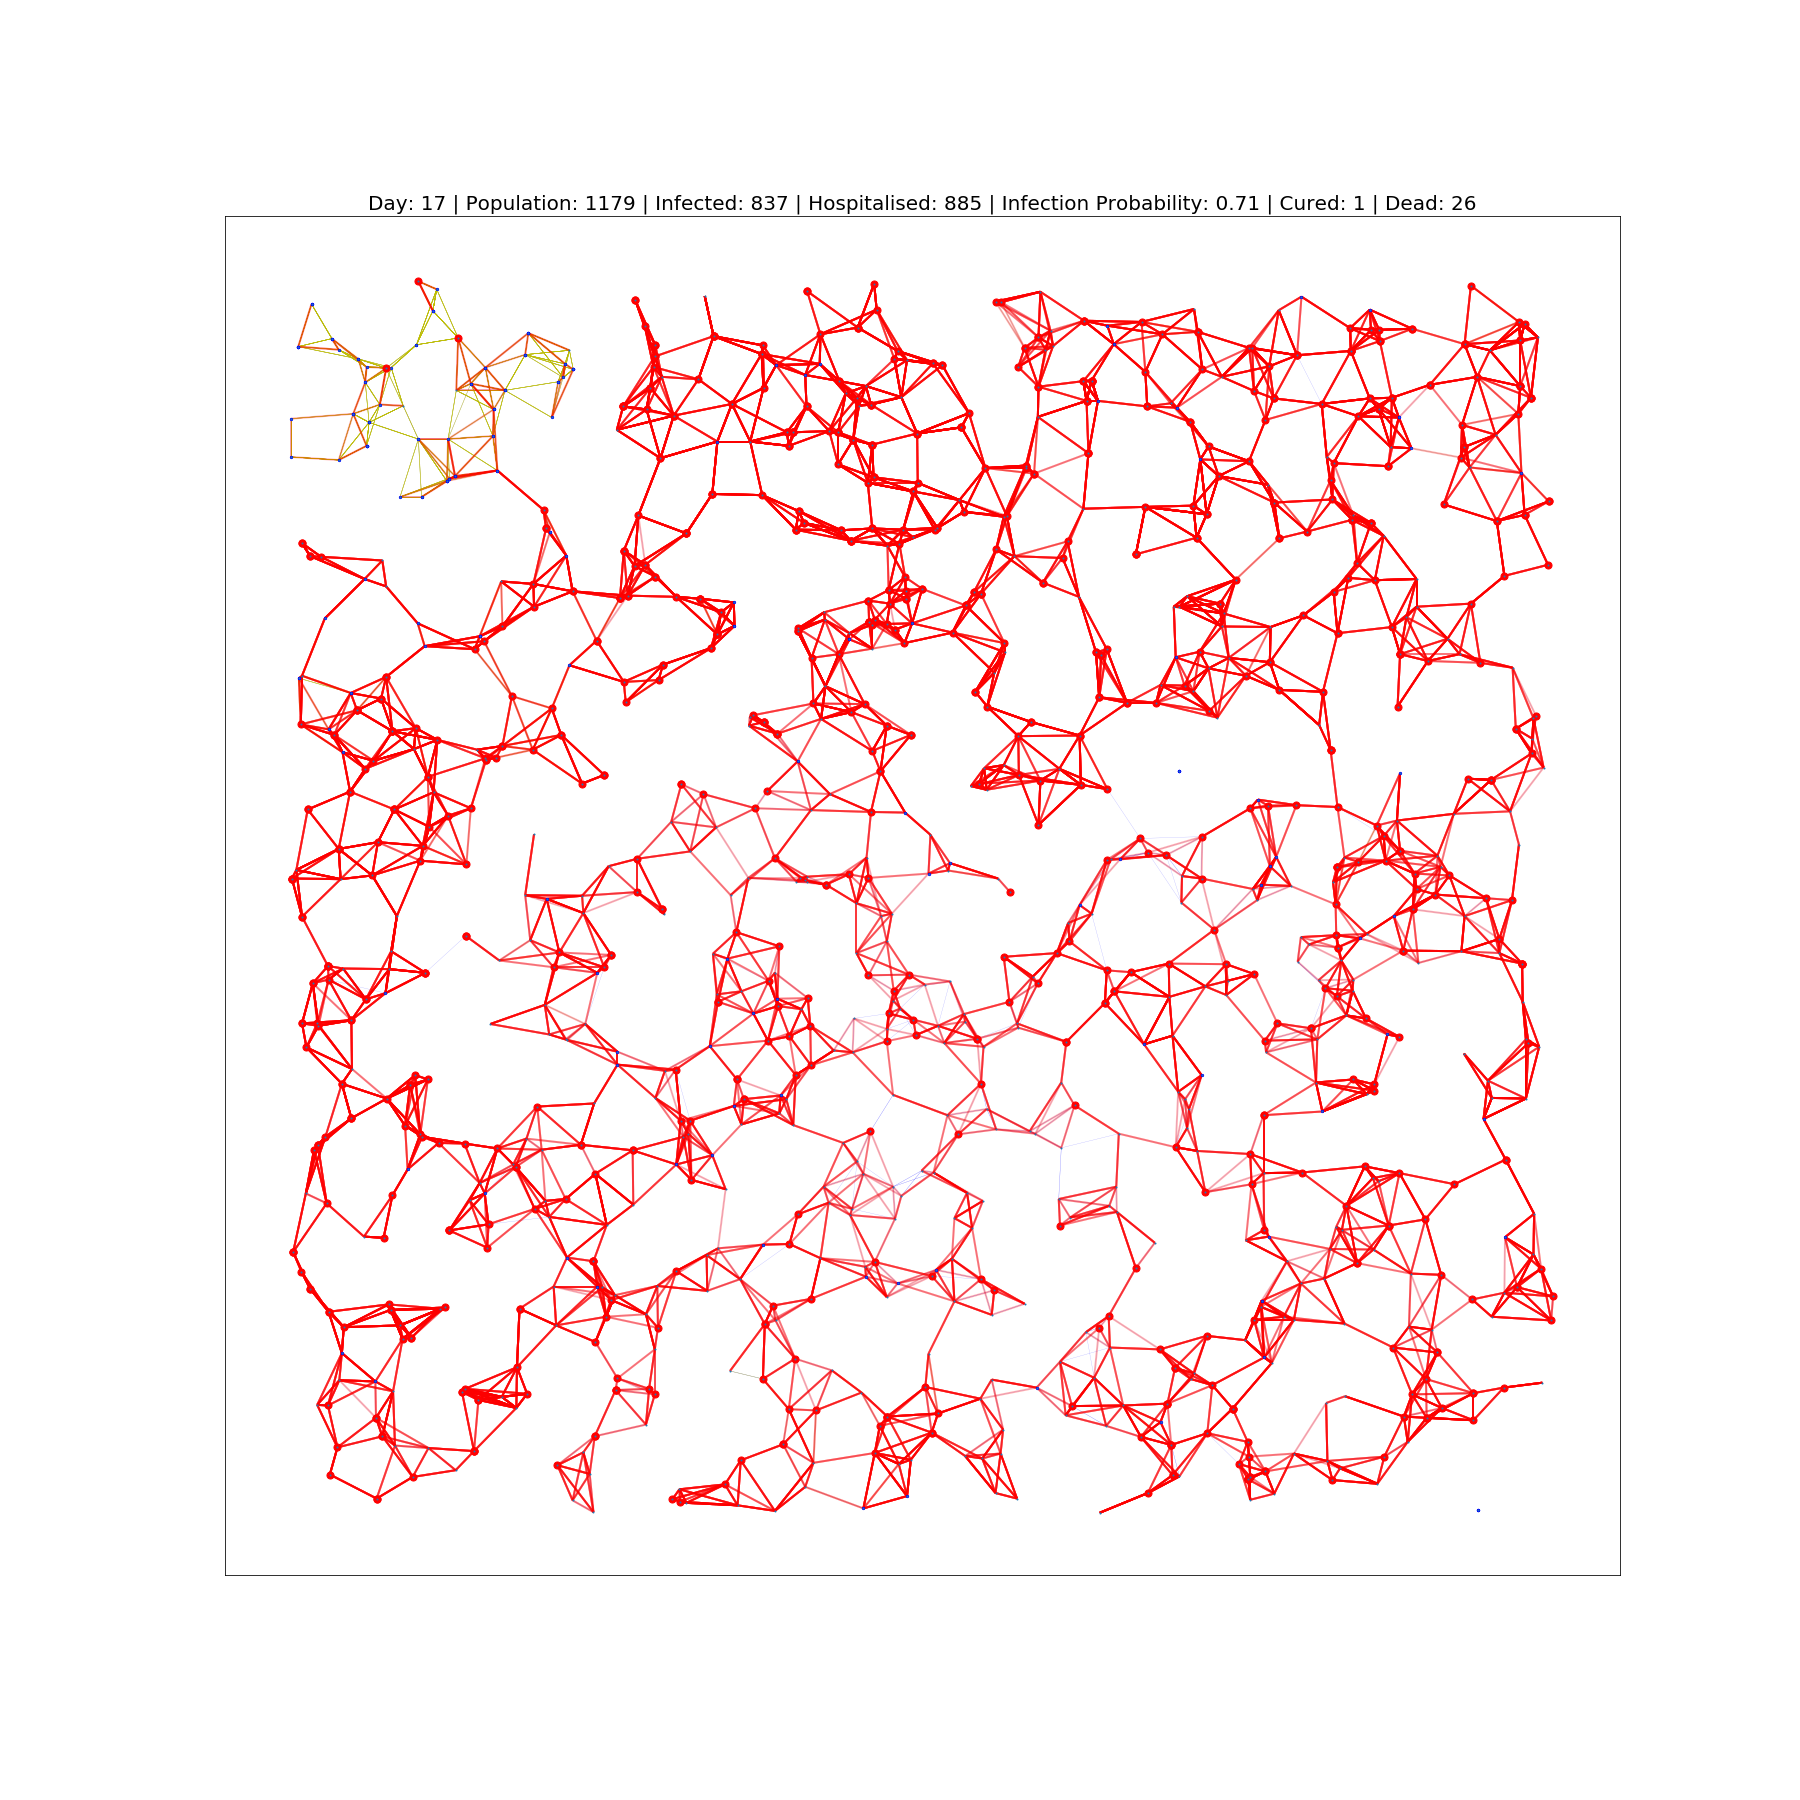 Day: 17 | Population: 1179 | Infected: 837 | Hospitalised: 885 | Infection Probability: 0.71 | Cured: 1 | Dead: 26